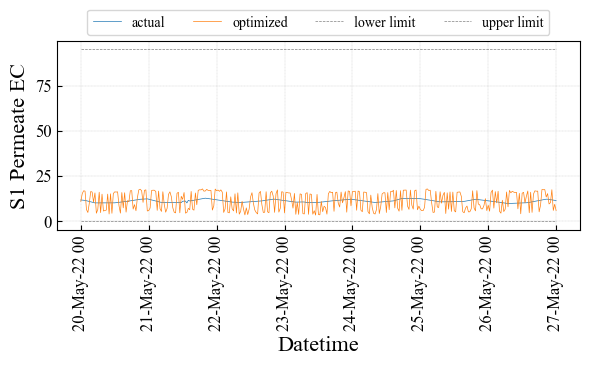 actual optimized lower limit upper limit
S1 Permeate EC
75
50
25
0
20-May-22 00
21-May-22 00
22-May-22 00
23-May-22 00
24-May-22 00
25-May-22 00
26-May-22 00
27-May-22 00
Datetime